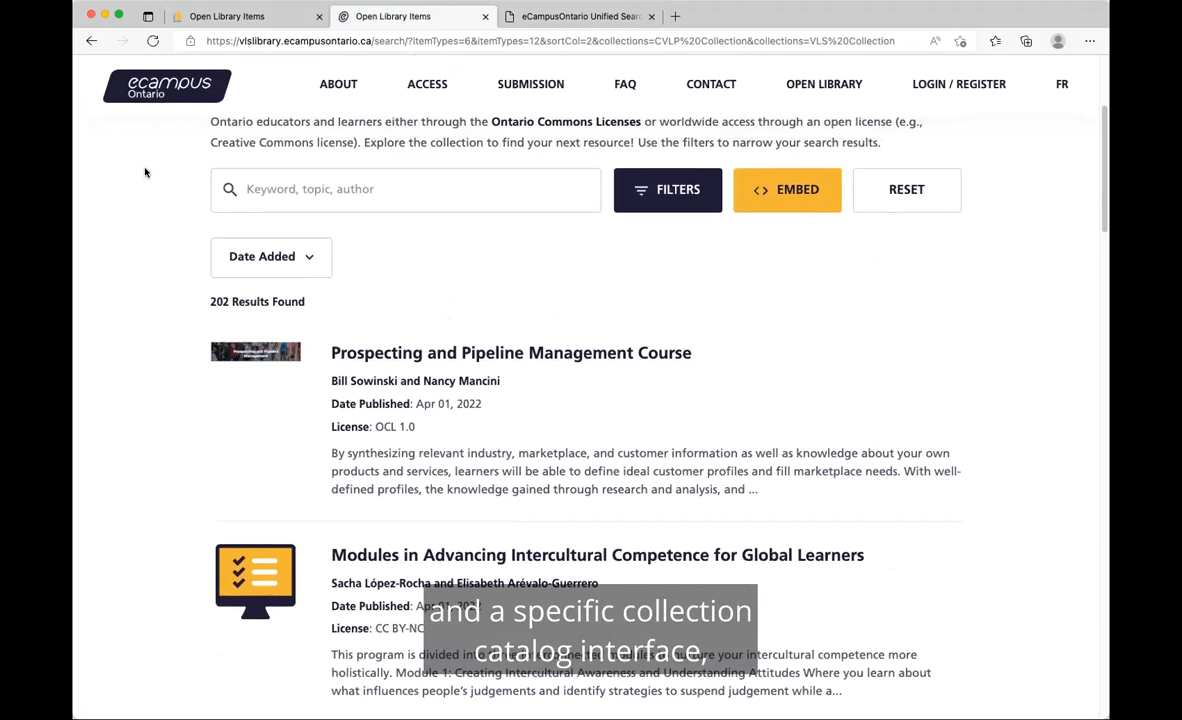 Open Library Items
Open Library Items
eCampusOntario Unified Sear
https://vlslibrary.ecampusontario.ca/search/?itemTypes=6&itemTypes=12&sortCol=2&collections=CVLP%20Collection&collections=VLS%20Collection
ecampus
Ontario
ABOUT
ACCESS
SUBMISSION
FAQ
CONTACT
OPEN LIBRARY
LOGIN / REGISTER
FR
Ontario educators and learners either through the Ontario Commons Licenses or worldwide access through an open license (e.g.,
Creative Commons license). Explore the collection to find your next resource! Use the filters to narrow your search results.
Keyword, topic, author
FILTERS
EMBED
RESET
Date Added
202 Results Found
Prospecting and Pipeline Management Course
Bill Sowinski and Nancy Mancini
Date Published: Apr 01, 2022
License: OCL 1.0
By synthesizing relevant industry, marketplace, and customer information as well as knowledge about your own
products and services, learners will be able to define ideal customer profiles and fill marketplace needs. With well-
defined profiles, the knowledge gained through research and analysis, and ...
Modules in Advancing Intercultural Competence for Global Learners
Sacha López-Rocha and Elisabeth Arévalo-Guerrero
Date Published: Apr 01, 2022
License: CC BY-NC
This program is divided into interconnected modules to nurture your intercultural competence more
holistically. Module 1: Creating Intercultural Awareness and Understanding Attitudes Where you learn about
what influences people's judgements and identify strategies to suspend judgement while a...
and a specific collection
catalog interface,